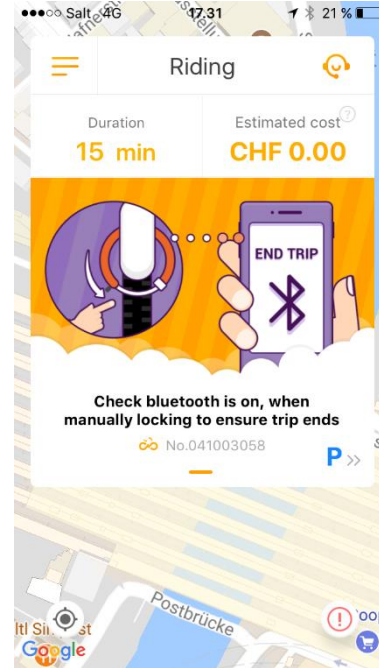 Salt 4G 17.31 21 %
Riding
Duration
15 min
Estimated cost ?
CHF 0.00
END TRIP
Check bluetooth is on, when
manually locking to ensure trip ends
No.041003058
P >>
Postbrücke
Google